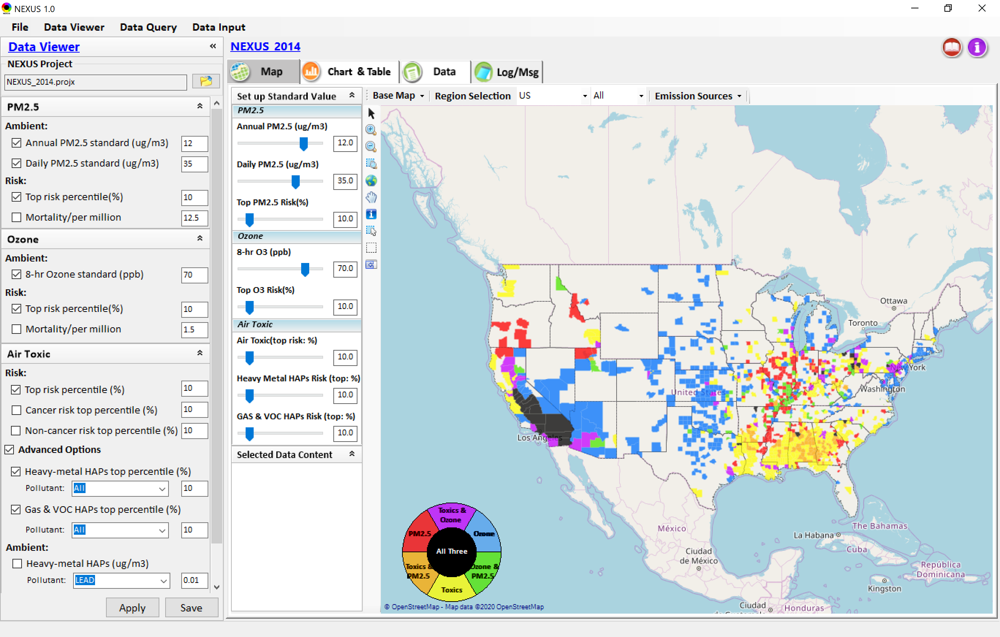 NEXUS 1.0
File Data Viewer Data Query Data Input
Data Viewer «
NEXUS Project
NEXUS_2014.projx
PM2.5
Ambient:
Annual PM2.5 standard (ug/m3) 12
Daily PM2.5 standard (ug/m3) 35
Risk:
Top risk percentile(%) 10
Mortality/per million 12.5
Ozone
Ambient:
8-hr Ozone standard (ppb) 70
Risk:
Top risk percentile(%) 10
Mortality/per million 1.5
Air Toxic
Risk:
Top risk percentile (%) 10
Cancer risk top percentile (%) 10
Non-cancer risk top percentile (%) 10
Advanced Options
Heavy-metal HAPs top percentile (%)
Pollutant: All 10
Gas & VOC HAPs top percentile (%)
Pollutant: All 10
Ambient:
Heavy-metal HAPs (ug/m3)
Pollutant: LEAD 0.01
Apply Save
NEXUS_2014
Map Chart & Table Data Log/Msg
Set up Standard Value
PM2.5
Annual PM2.5 (ug/m3)
12.0
Daily PM2.5 (ug/m3)
35.0
Top PM2.5 Risk(%)
10.0
Ozone
8-hr O3 (ppb)
70.0
Top O3 Risk(%)
10.0
Air Toxic
Air Toxic(top risk: %)
10.0
Heavy Metal HAPs Risk (top: %)
10.0
GAS & VOC HAPs Risk (top: %)
10.0
Selected Data Content
Base Map Region Selection US All Emission Sources
Ottawa
Toronto
New York
United States
Washington
Los Angeles
México
La Habana
The Bahamas
Cuba
Ciudad
de México
República
Dominicana
Kingston
Ciudad
Honduras
Toxics &
Ozone
PM2.5
Ozone
All Three
Toxics &
PM2.5
Ozone &
PM2.5
Toxics
© OpenStreetMap - Map data ©2020 OpenStreetMap